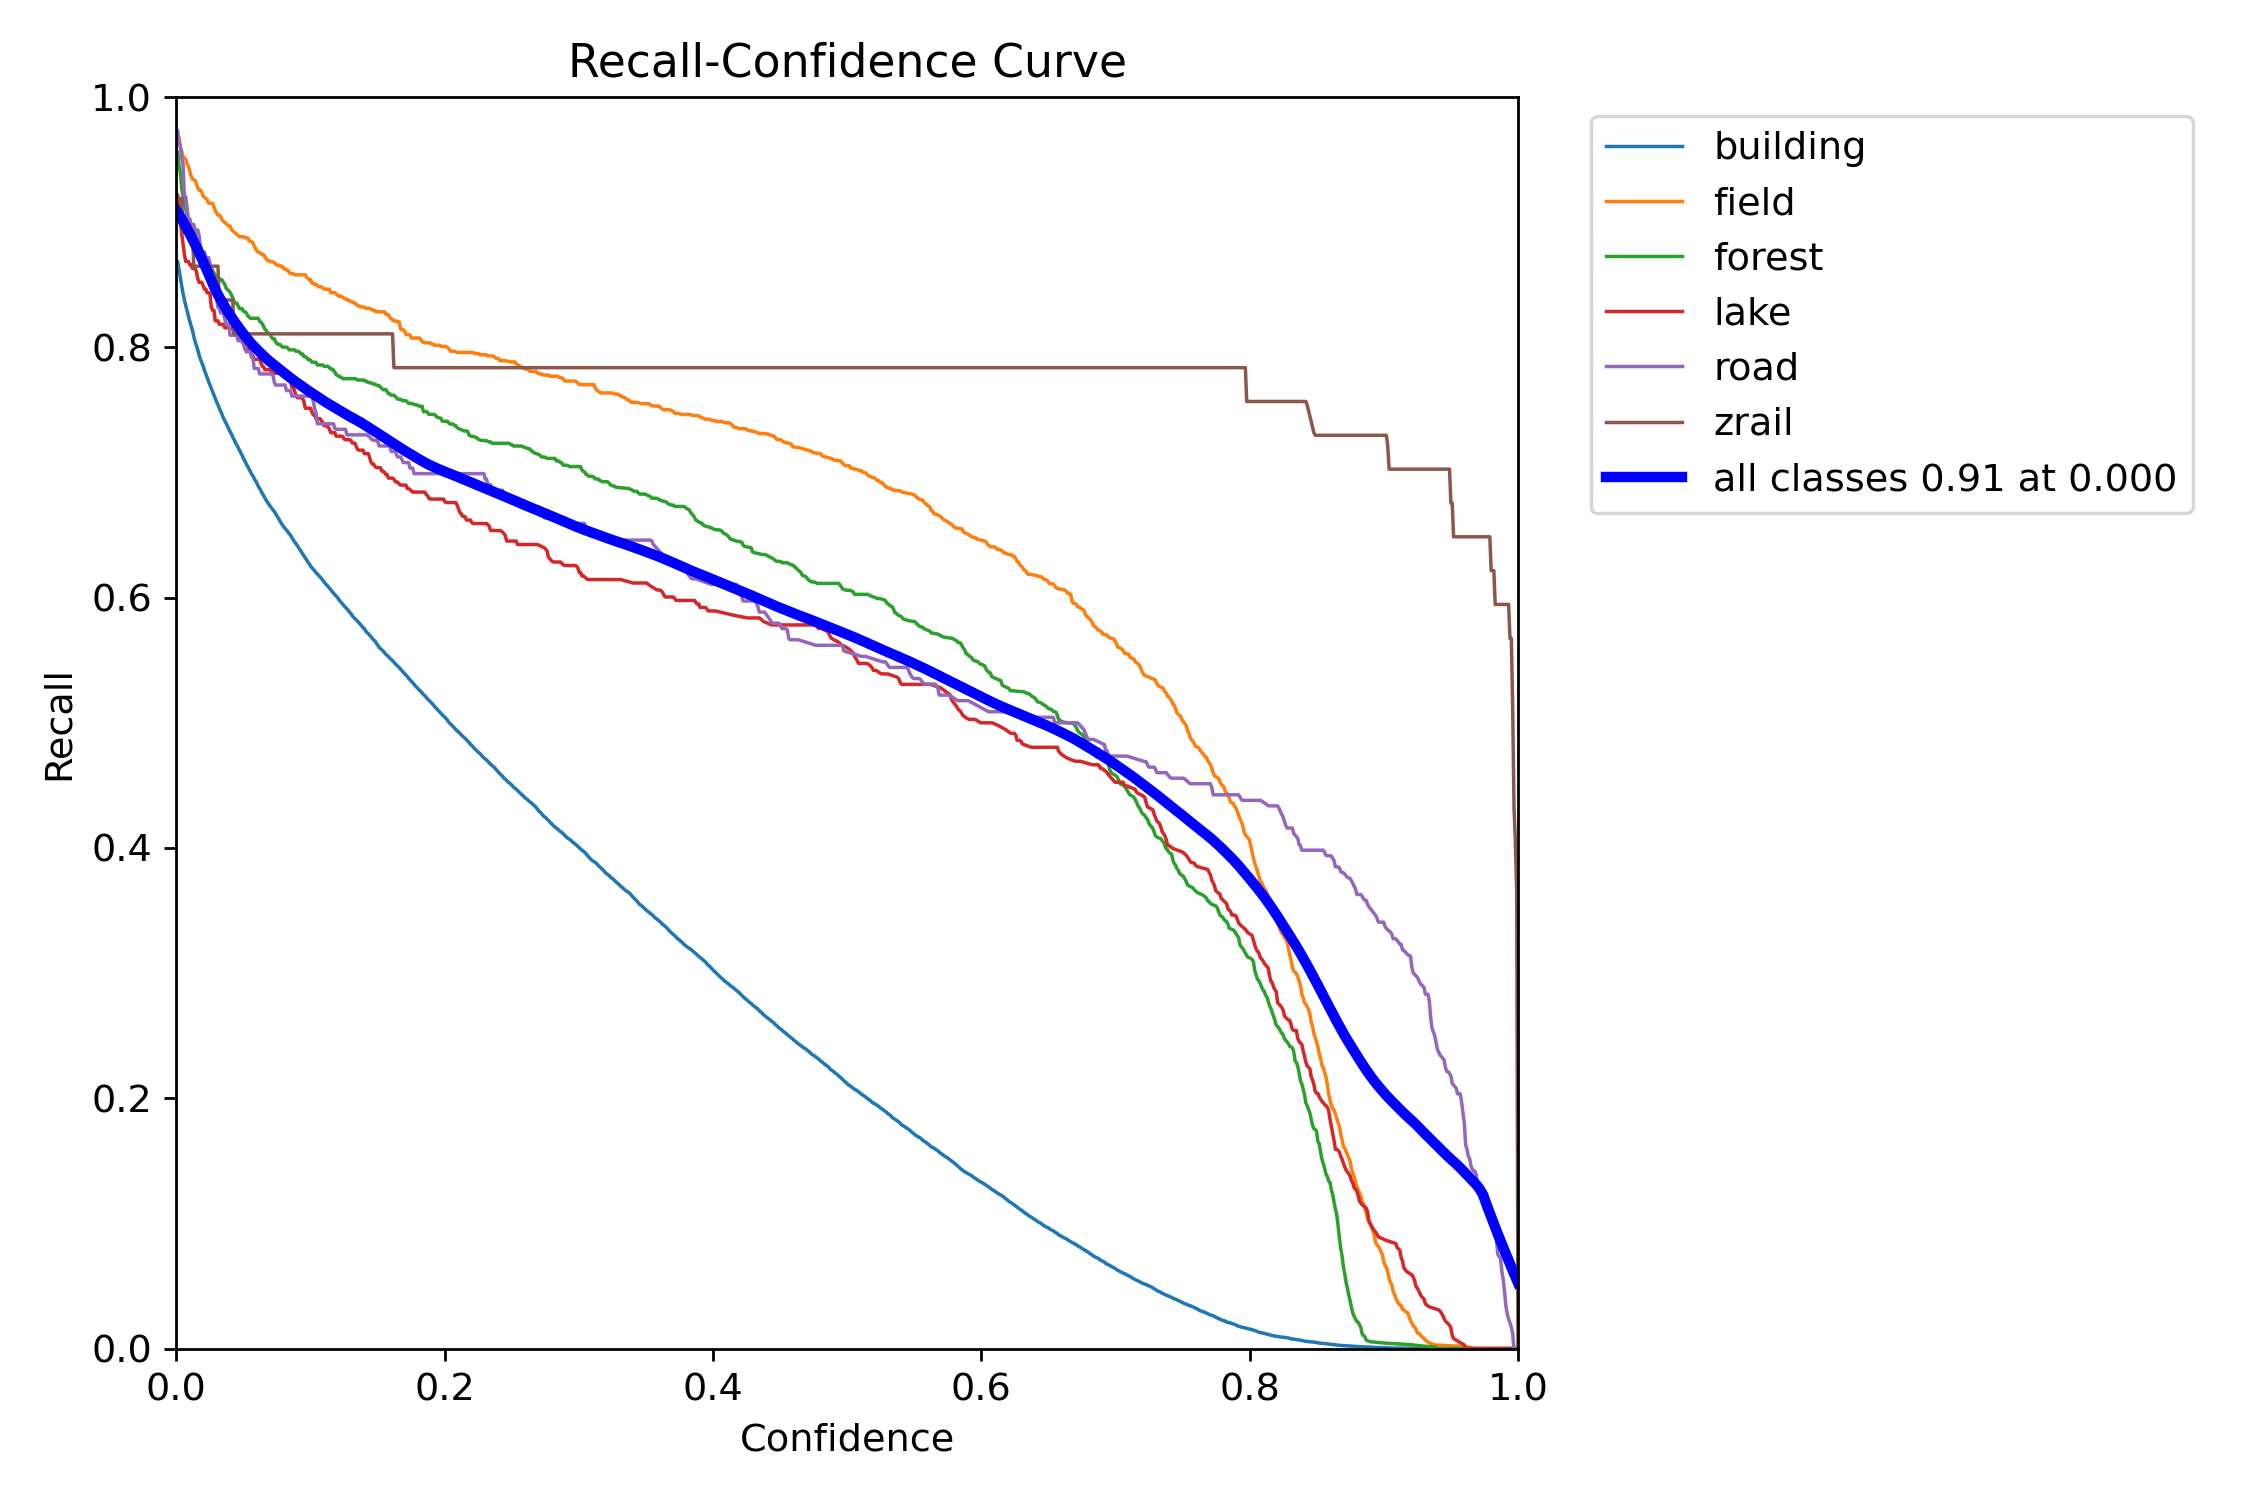 Recall-Confidence Curve
1.0
0.8
0.6
0.4
0.2
0.0
Recall
0.0 0.2 0.4 0.6 0.8 1.0
Confidence
building
field
forest
lake
road
zrail
all classes 0.91 at 0.000